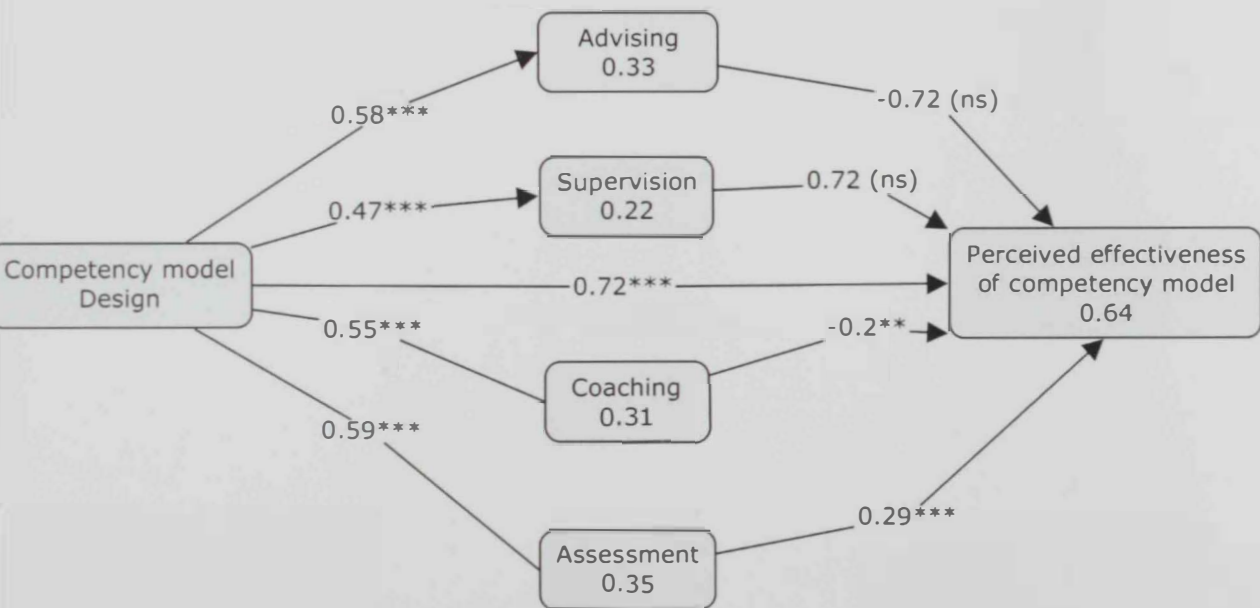 Advising
0.33
0.58***
-0.72 (ns)
Supervision
0.22
0.47***
0.72 (ns)
Competency model
Design
0.72***
Perceived effectiveness
of competency model
0.64
0.55***
-0.2**
Coaching
0.31
0.59***
0.29***
Assessment
0.35